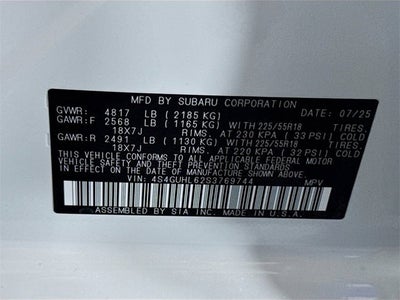 MFD BY SUBARU CORPORATION DATE: 07/25
GVWR: 4817 LB ( 2185 KG)
GAWR:F 2568 LB ( 1165 KG) WITH 225/55R18 TIRES.
18X7J RIMS. AT 230 KPA ( 33 PSI) COLD.
GAWR:R 2491 LB ( 1130 KG) WITH 225/55R18 TIRES.
18X7J RIMS. AT 220 KPA ( 32 PSI) COLD.
THIS VEHICLE CONFORMS TO ALL APPLICABLE FEDERAL MOTOR
VEHICLE SAFETY, BUMPER, AND THEFT PREVENTION STANDARDS
IN EFFECT ON THE DATE OF MANUFACTURE SHOWN ABOVE.
VIN: 4S4GUHL62S3769744 MPV
ASSEMBLED BY SIA INC. MADE IN U.S.A.